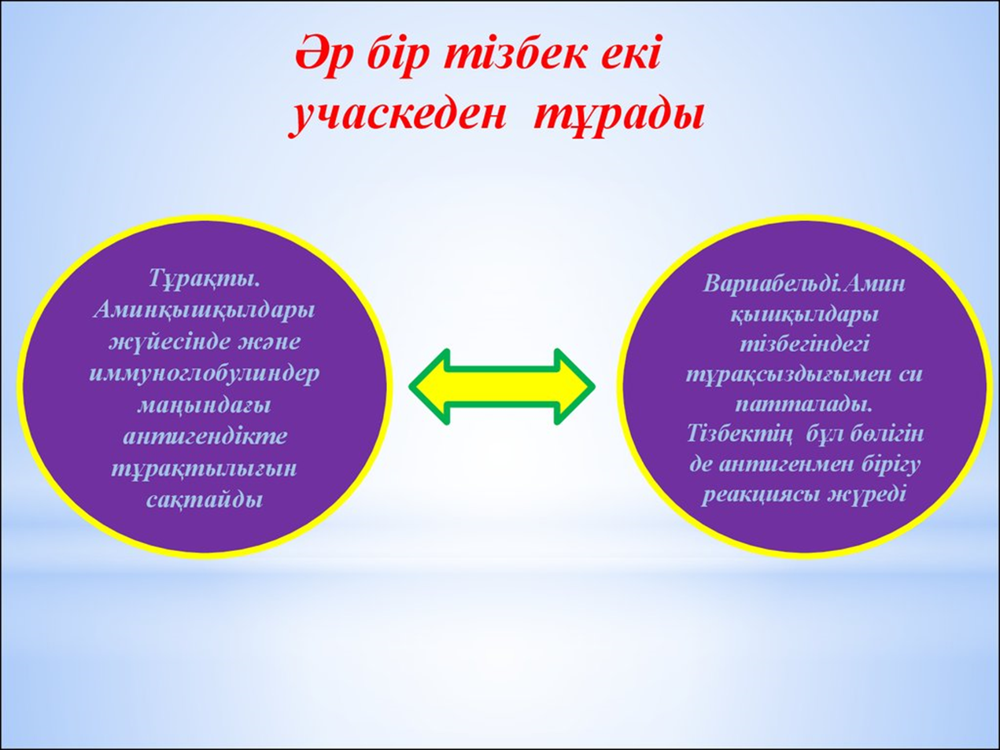 Әр бір тізбек екі
учаскеден тұрады
Тұрақты.
Аминқышқылдары
жүйесінде және
иммуноглобулиндер
маңындағы
антигендікте
тұрақтылығын
сақтайды
Вариабельді.Амин
қышқылдары
тізбегіндегі
тұрақсыздығымен си
патталады.
Тізбектің бұл бөлігін
де антигенмен бірігу
реакциясы жүреді